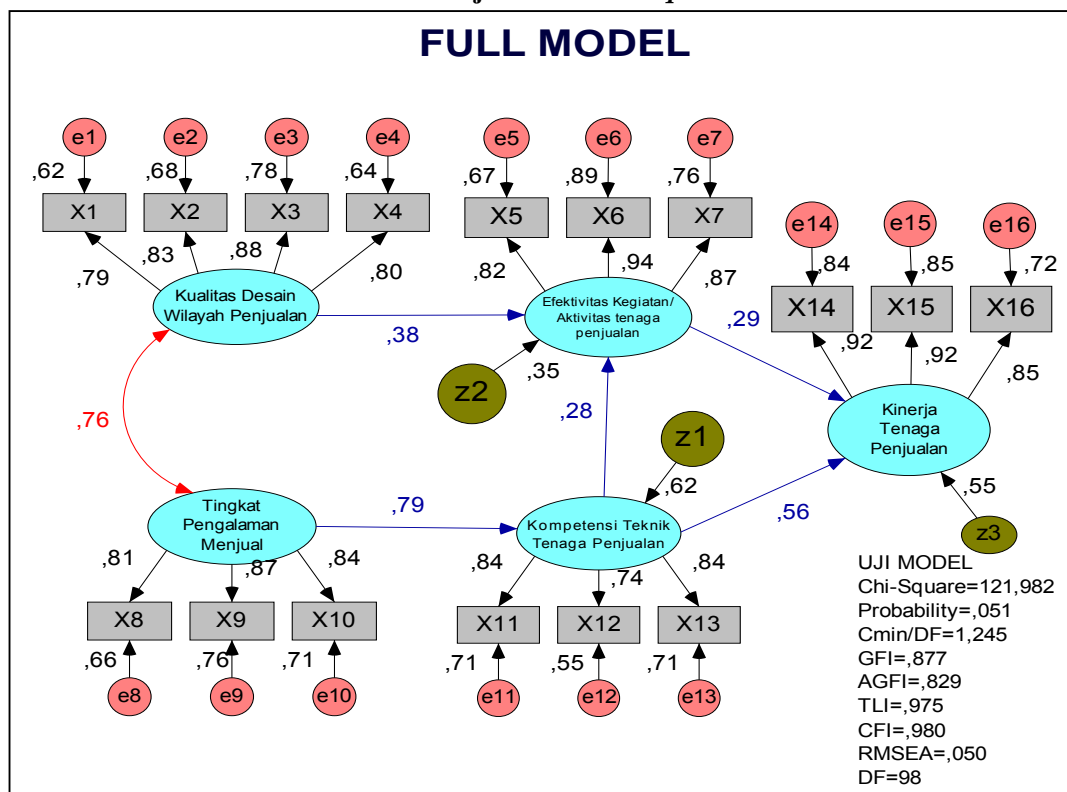 FULL MODEL
e1 e2 e3 e4 e5 e6 e7
,62 ,68 ,78 ,64 ,67 ,89 ,76
X1 X2 X3 X4 X5 X6 X7
e14 e15 e16
,79 ,83 ,88 ,80 ,82 ,94 ,87
,84 ,85 ,72
X14 X15 X16
Kualitas Desain
Wilayah Penjualan
Efektivitas Kegiatan/
Aktivitas tenaga
penjualan
,38
,29
,92 ,92 ,85
z2
,35
,28
z1
,62
Kinerja
Tenaga
Penjualan
,76
Tingkat
Pengalaman
Menjual
,79
Kompetensi Teknik
Tenaga Penjualan
,56
,55
z3
,81 ,87 ,84
,84 ,74 ,84
X8 X9 X10
X11 X12 X13
,66 ,76 ,71
,71 ,55 ,71
e8 e9 e10
e11 e12 e13
UJI MODEL
Chi-Square=121,982
Probability=,051
Cmin/DF=1,245
GFI=,877
AGFI=,829
TLI=,975
CFI=,980
RMSEA=,050
DF=98